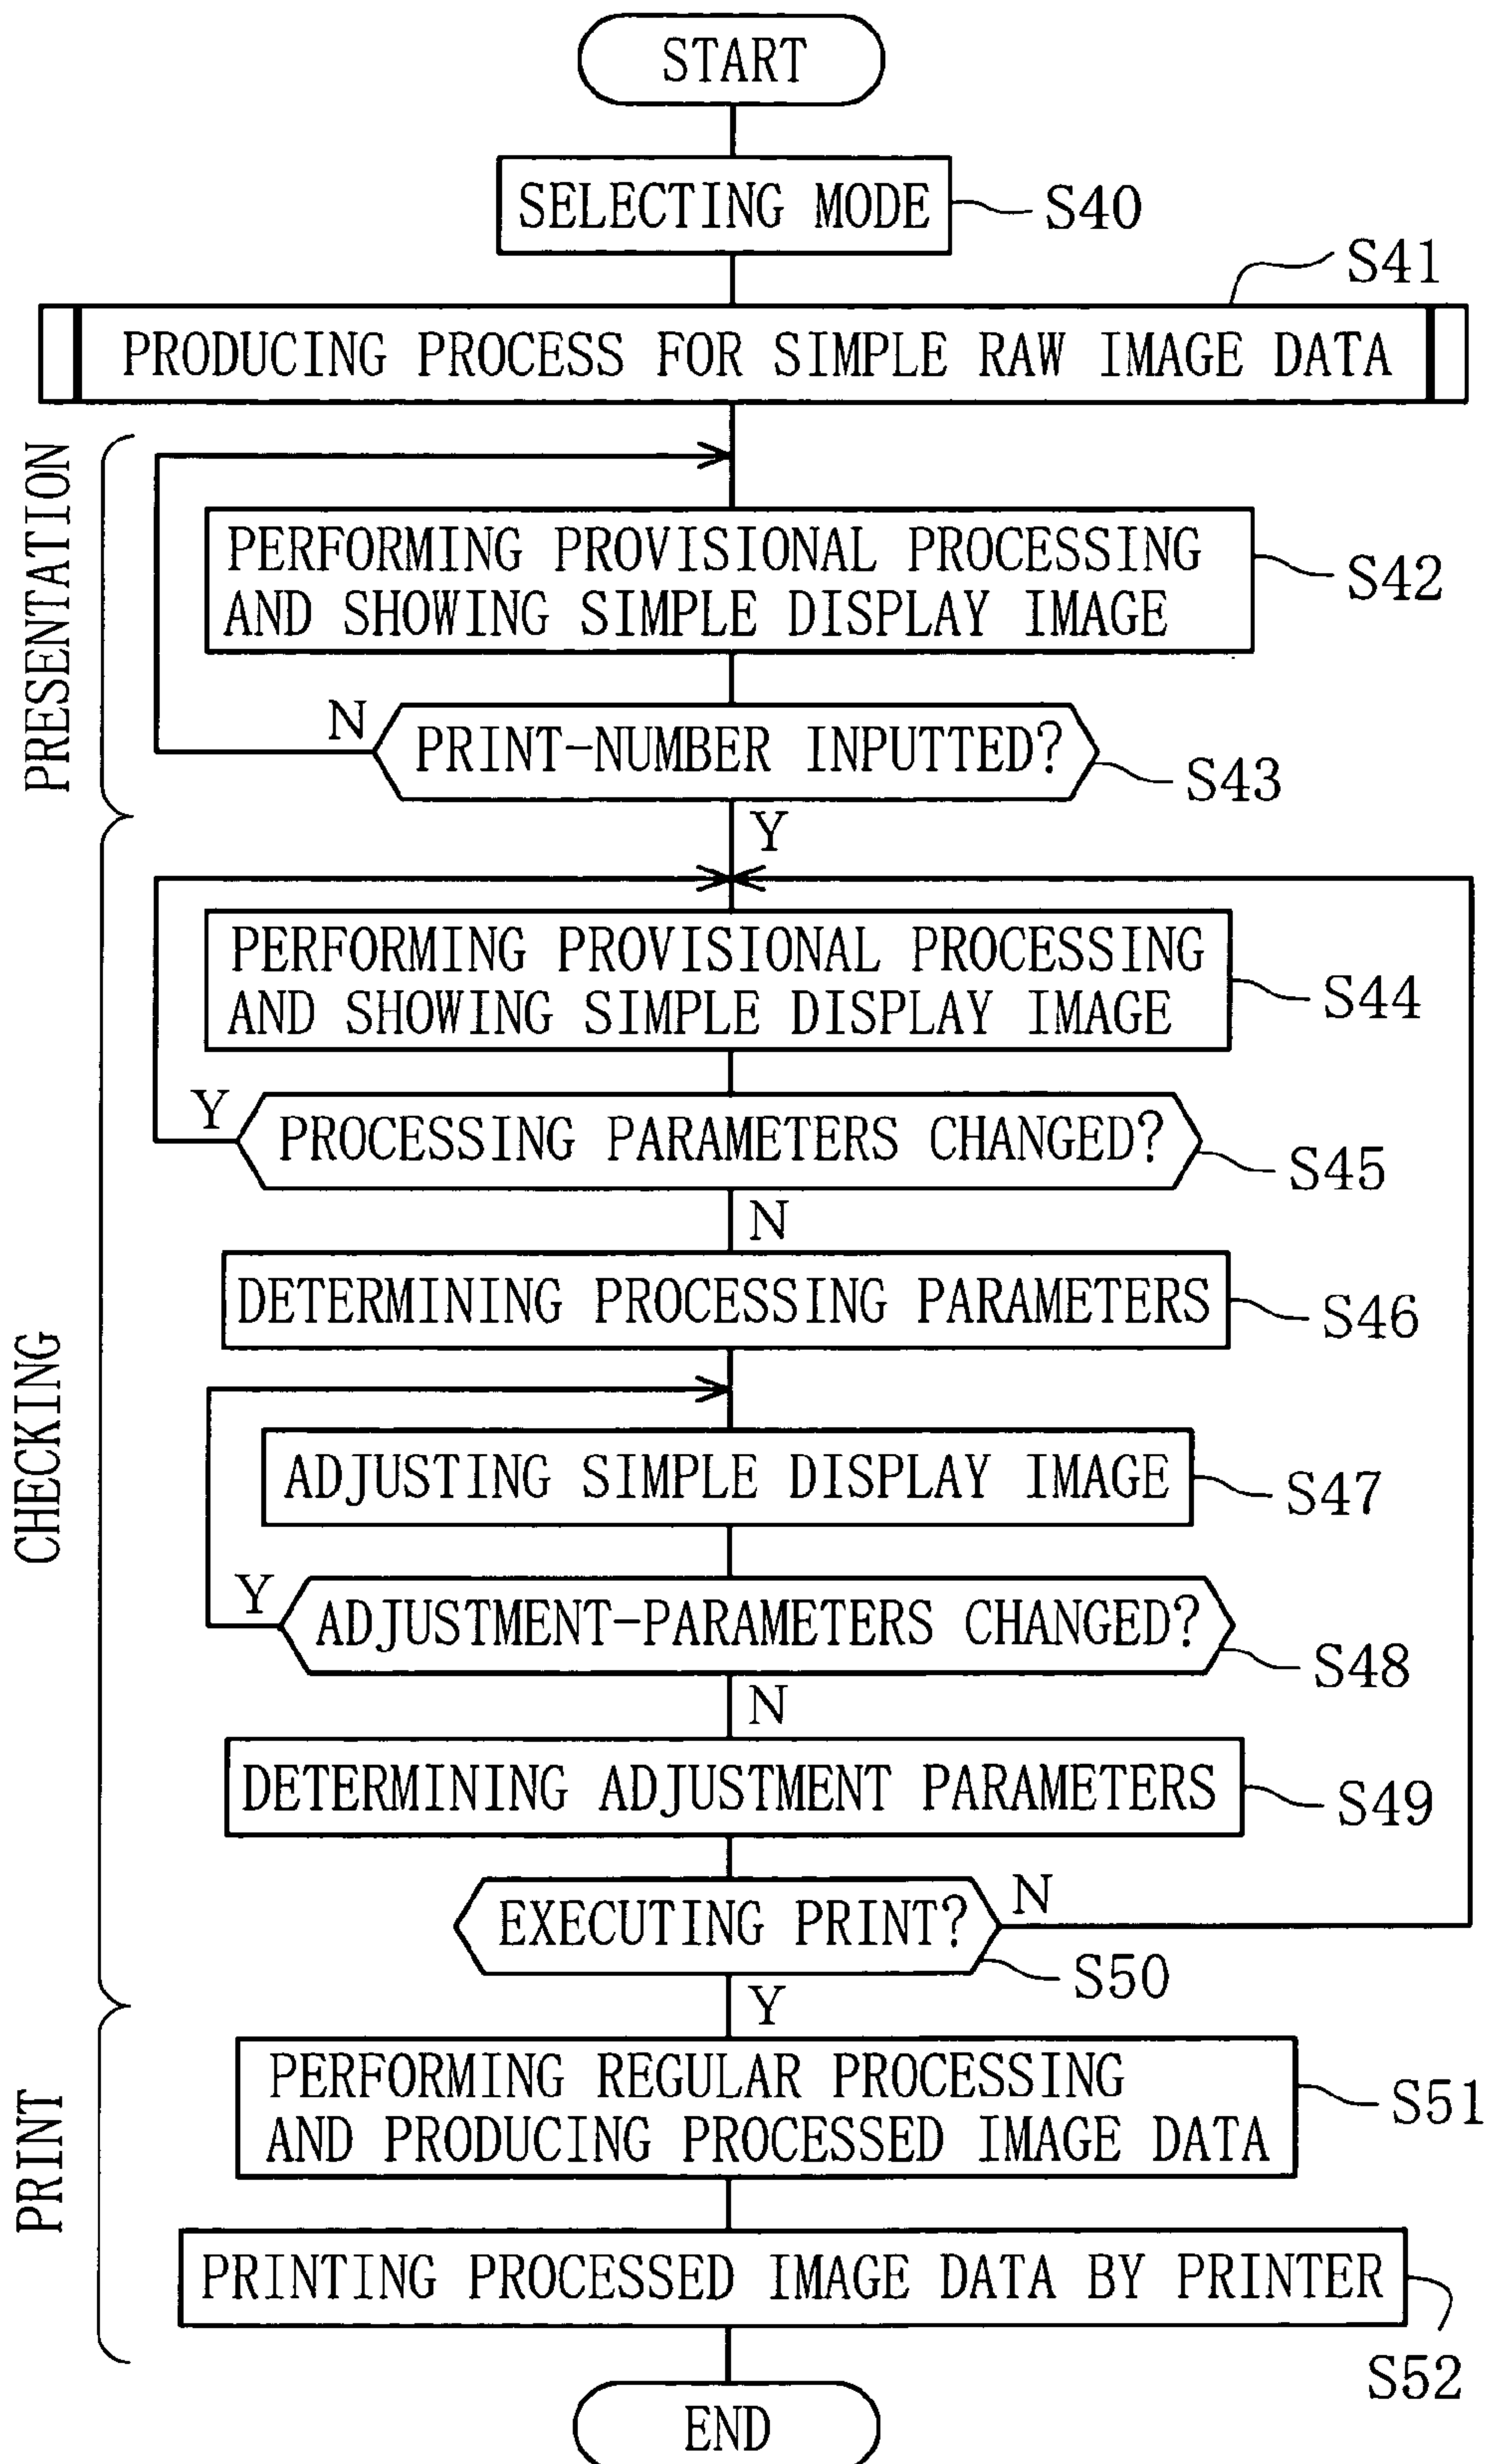 START
SELECTING MODE
S40
S41
PRODUCING PROCESS FOR SIMPLE RAW IMAGE DATA
PRESENTATION
PERFORMING PROVISIONAL PROCESSING
AND SHOWING SIMPLE DISPLAY IMAGE
S42
N
PRINT-NUMBER INPUTTED?
S43
Y
CHECKING
PERFORMING PROVISIONAL PROCESSING
AND SHOWING SIMPLE DISPLAY IMAGE
S44
Y
PROCESSING PARAMETERS CHANGED?
S45
N
DETERMINING PROCESSING PARAMETERS
S46
ADJUSTING SIMPLE DISPLAY IMAGE
S47
Y
ADJUSTMENT-PARAMETERS CHANGED?
S48
N
DETERMINING ADJUSTMENT PARAMETERS
S49
EXECUTING PRINT?
N
S50
Y
PRINT
PERFORMING REGULAR PROCESSING
AND PRODUCING PROCESSED IMAGE DATA
S51
PRINTING PROCESSED IMAGE DATA BY PRINTER
S52
END